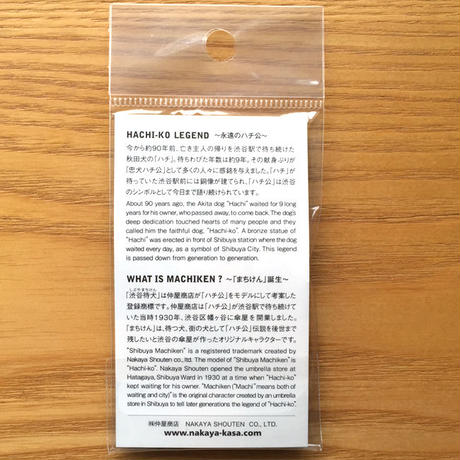 HACHI-KO LEGEND ～永遠のハチ公～
今から約90年前、亡き主人の帰りを渋谷駅で待ち続けた
秋田犬の「ハチ」。待ちわびた年数は約9年。その献身ぶりが
「忠犬ハチ公」として多くの人々に感銘を与えました。「ハチ」が
待っていた渋谷駅前には銅像が建てられ、「ハチ公」は渋谷
のシンボルとして今日まで語り続けられています。
About 90 years ago, the Akita dog "Hachi" waited for 9 long
years for his owner, who passed away, to come back. The dog's
deep dedication touched hearts of many people and they
called him the faithful dog, "Hachi-ko". A bronze statue of
"Hachi" was erected in front of Shibuya station where the dog
waited every day, as a symbol of Shibuya City. This legend
is passed down from generation to generation.
WHAT IS MACHIKEN ? ～「まちけん」誕生～
しぶやまちけん
「渋谷待犬」は仲屋商店が「ハチ公」をモデルにして考案した
登録商標です。仲屋商店は「ハチ公」が渋谷駅前で待ち続けて
いた当時1930年、渋谷区幡ヶ谷に傘屋を開業しました。
「まちけん」は、待つ犬、街の犬として「ハチ公」伝説を後世まで
残したいと渋谷の傘屋が作ったオリジナルキャラクターです。
"Shibuya Machiken" is a registered trademark created by
Nakaya Shouten co., ltd. The model of "Shibuya Machiken" is
"Hachi-ko". Nakaya Shouten opened the umbrella store at
Hatagaya, Shibuya Ward in 1930 at a time when "Hachi-ko"
kept waiting for his owner. "Machiken ("Machi"means both of
waiting and city)" is the original character created by an umbrella
store in Shibuya to tell later generations the legend of "Hachi-ko".
㈱仲屋商店 NAKAYA SHOUTEN CO., LTD.
www.nakaya-kasa.com